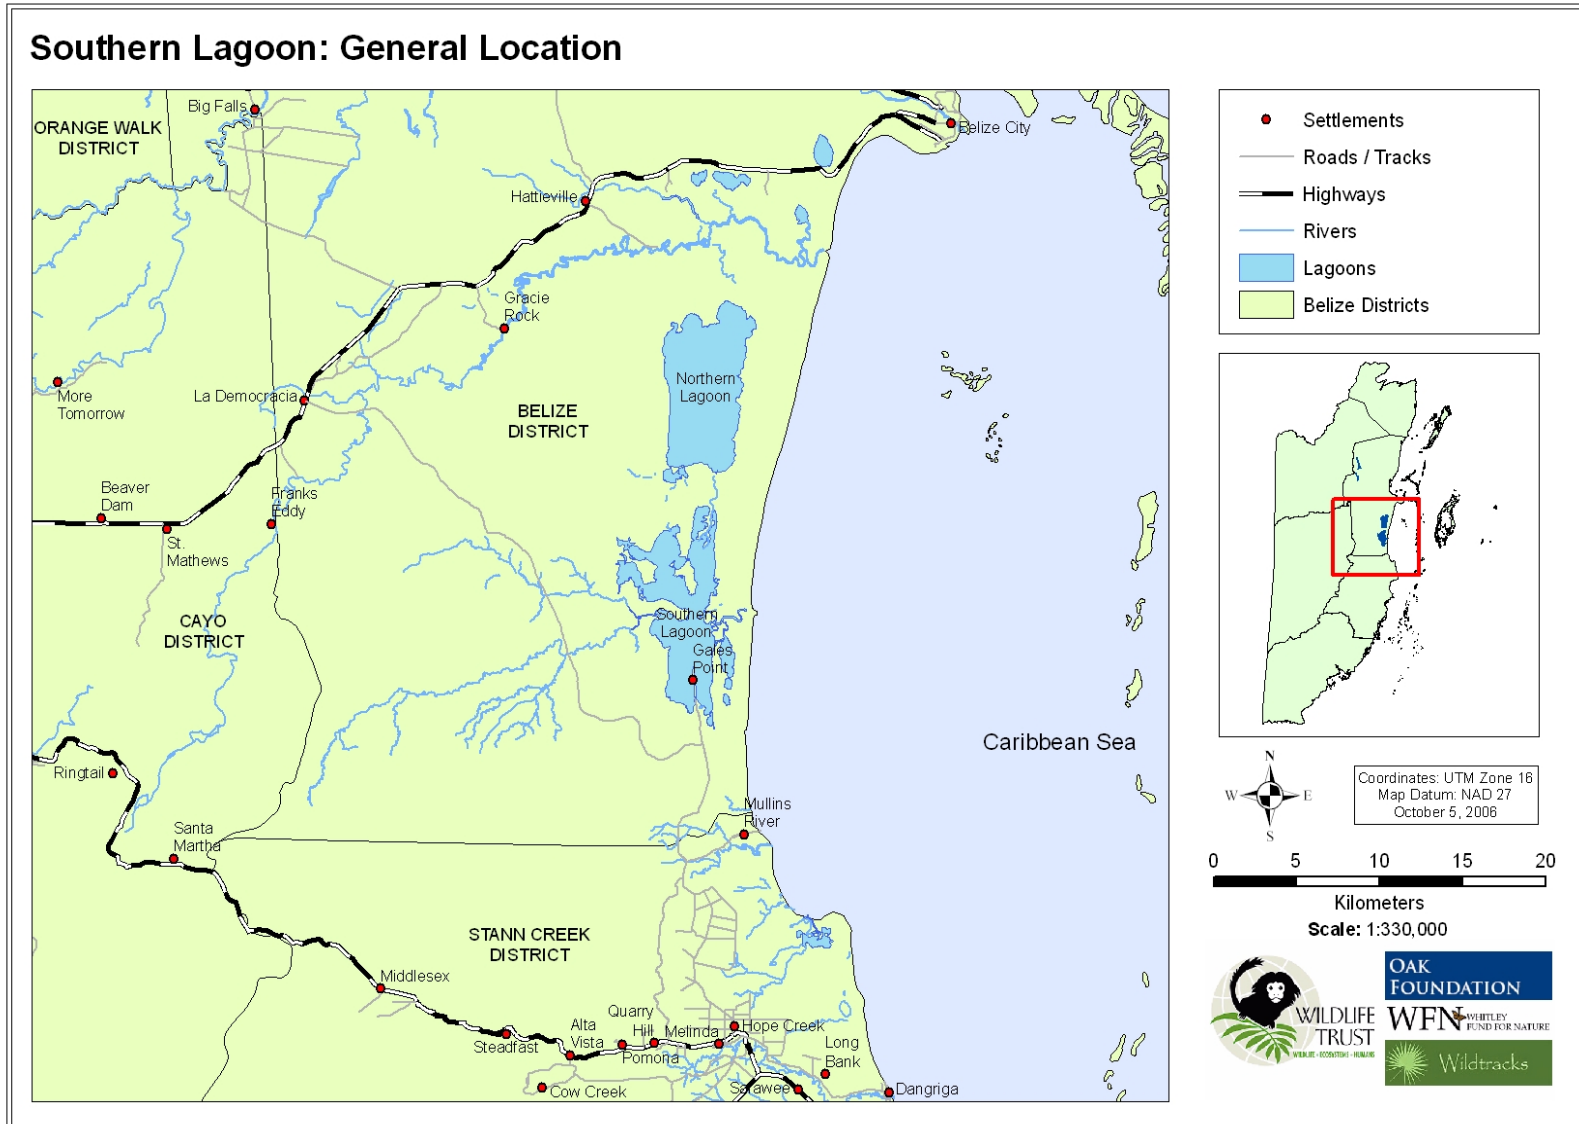 Southern Lagoon: General Location
Big Falls
ORANGE WALK
DISTRICT
Belize City
Hattieville
Gracie
Rock
Northern
Lagoon
More
Tomorrow
La Democracia
BELIZE
DISTRICT
Beaver
Dam
Franks
Eddy
St.
Mathews
CAYO
DISTRICT
Southern
Lagoon
Gales
Point
Caribbean Sea
Ringtail
Mullins
River
Santa
Martha
STANN CREEK
DISTRICT
Middlesex
Steadfast
Alta
Vista
Quarry
Hill
Pomona
Melinda
Hope Creek
Long
Bank
Cow Creek
Sarawee
Dangriga
Settlements
Roads / Tracks
Highways
Rivers
Lagoons
Belize Districts
N
W
E
S
Coordinates: UTM Zone 16
Map Datum: NAD 27
October 5, 2006
0 5 10 15 20
Kilometers
Scale: 1:330,000
WILDLIFE
TRUST
WILDLIFE - ECOSYSTEMS - HUMANS
OAK
FOUNDATION
WFN WHITLEY
FUND FOR NATURE
Wildtracks